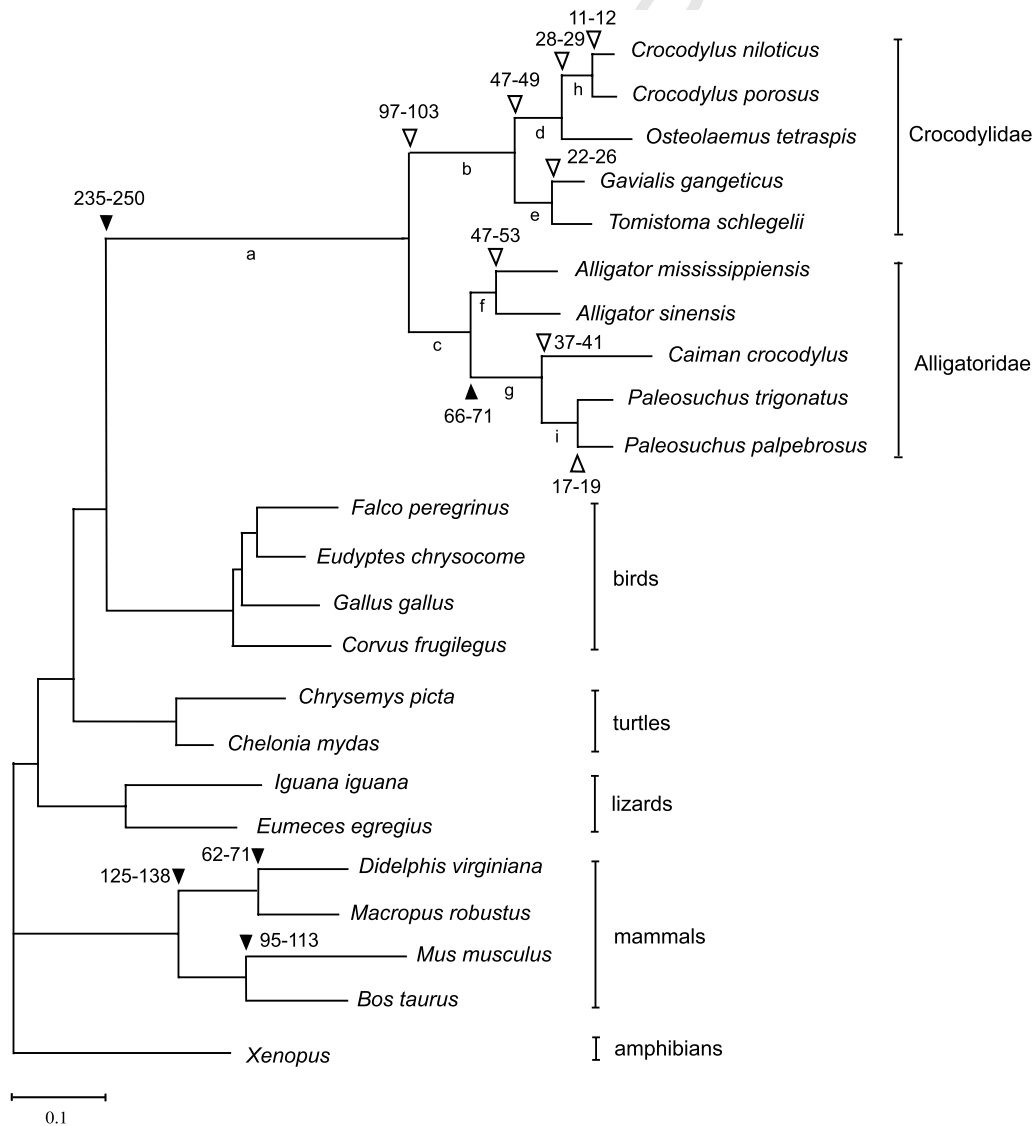 11-12
28-29
Crocodylus niloticus
47-49
h
Crocodylus porosus
97-103
d
Osteolaemus tetraspis
Crocodylidae
22-26
b
Gavialis gangeticus
235-250
e
Tomistoma schlegelii
47-53
a
Alligator mississippiensis
f
Alligator sinensis
c
37-41
Caiman crocodylus
Alligatoridae
g
Paleosuchus trigonatus
66-71
i
Paleosuchus palpebrosus
17-19
Falco peregrinus
Eudyptes chrysocome
birds
Gallus gallus
Corvus frugilegus
Chrysemys picta
turtles
Chelonia mydas
Iguana iguana
lizards
Eumeces egregius
62-71
Didelphis virginiana
125-138
Macropus robustus
mammals
95-113
Mus musculus
Bos taurus
Xenopus
amphibians
0.1